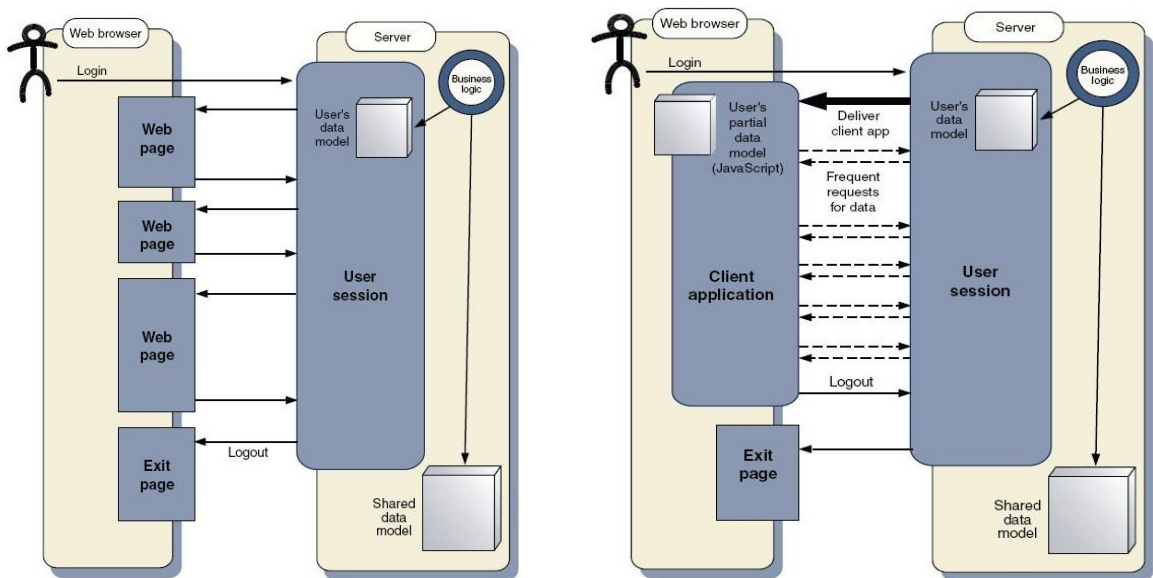 Web browser
Server
Login
Business
logic
User's
data
model
Web
page
Web
page
User
session
Web
page
Logout
Exit
page
Shared
data
model
Web browser
Server
Login
Business
logic
User's
partial
data
model
(JavaScript)
Deliver
client app
User's
data
model
Frequent
requests
for data
Client
application
User
session
Logout
Exit
page
Shared
data
model